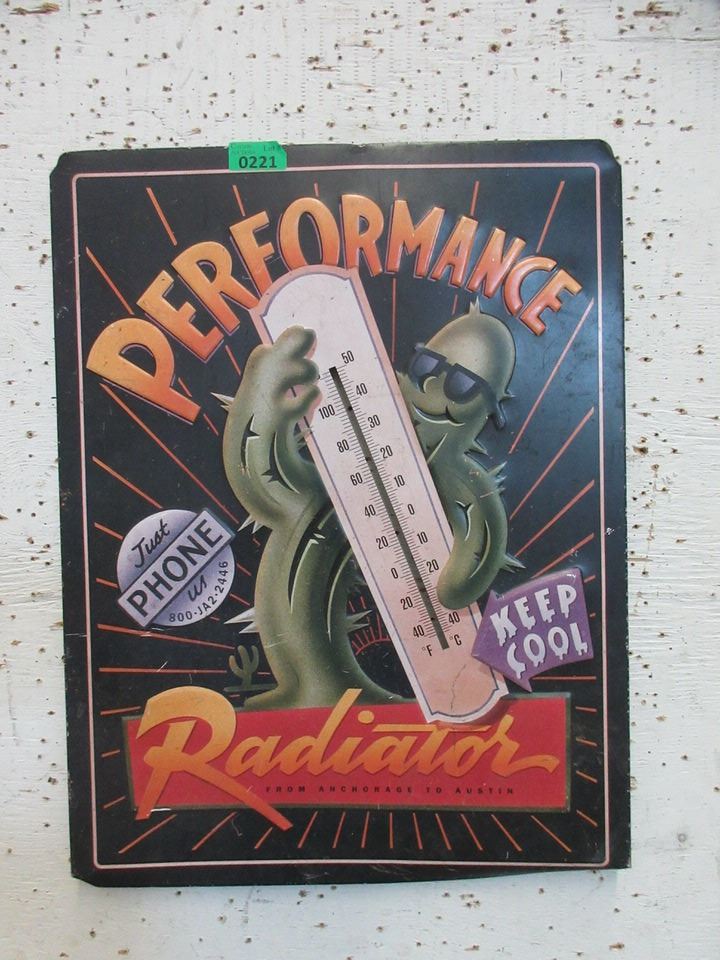 Lot #
0221
PERFORMANCE
50
100 40
30
80 20
60 10
40 0
20 10
0 20
20
40 40
°F °C
Just
PHONE
us
800-JA2-2446
KEEP
COOL
Radiator
FROM ANCHORAGE TO AUSTIN